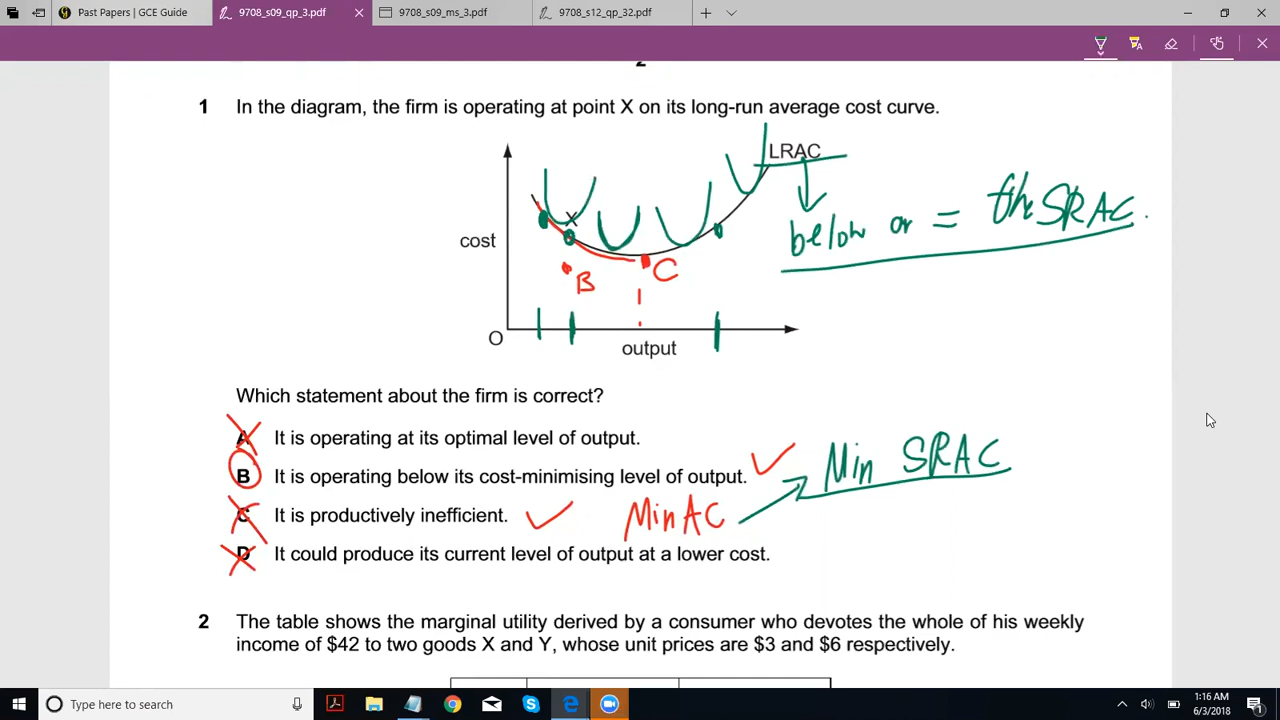 Past Papers | GCE Guide
9708_s09_qp_3.pdf
9708_s09_ms_3.pdf
9708_s12_qp_32.pdf
2
1 In the diagram, the firm is operating at point X on its long-run average cost curve.
LRAC
X
cost
below or = the SRAC.
B
C
O
output
Which statement about the firm is correct?
A It is operating at its optimal level of output.
B It is operating below its cost-minimising level of output.
Min SRAC
C It is productively inefficient.
Min AC
D It could produce its current level of output at a lower cost.
2 The table shows the marginal utility derived by a consumer who devotes the whole of his weekly
income of $42 to two goods X and Y, whose unit prices are $3 and $6 respectively.
Type here to search
1:16 AM
6/3/2018